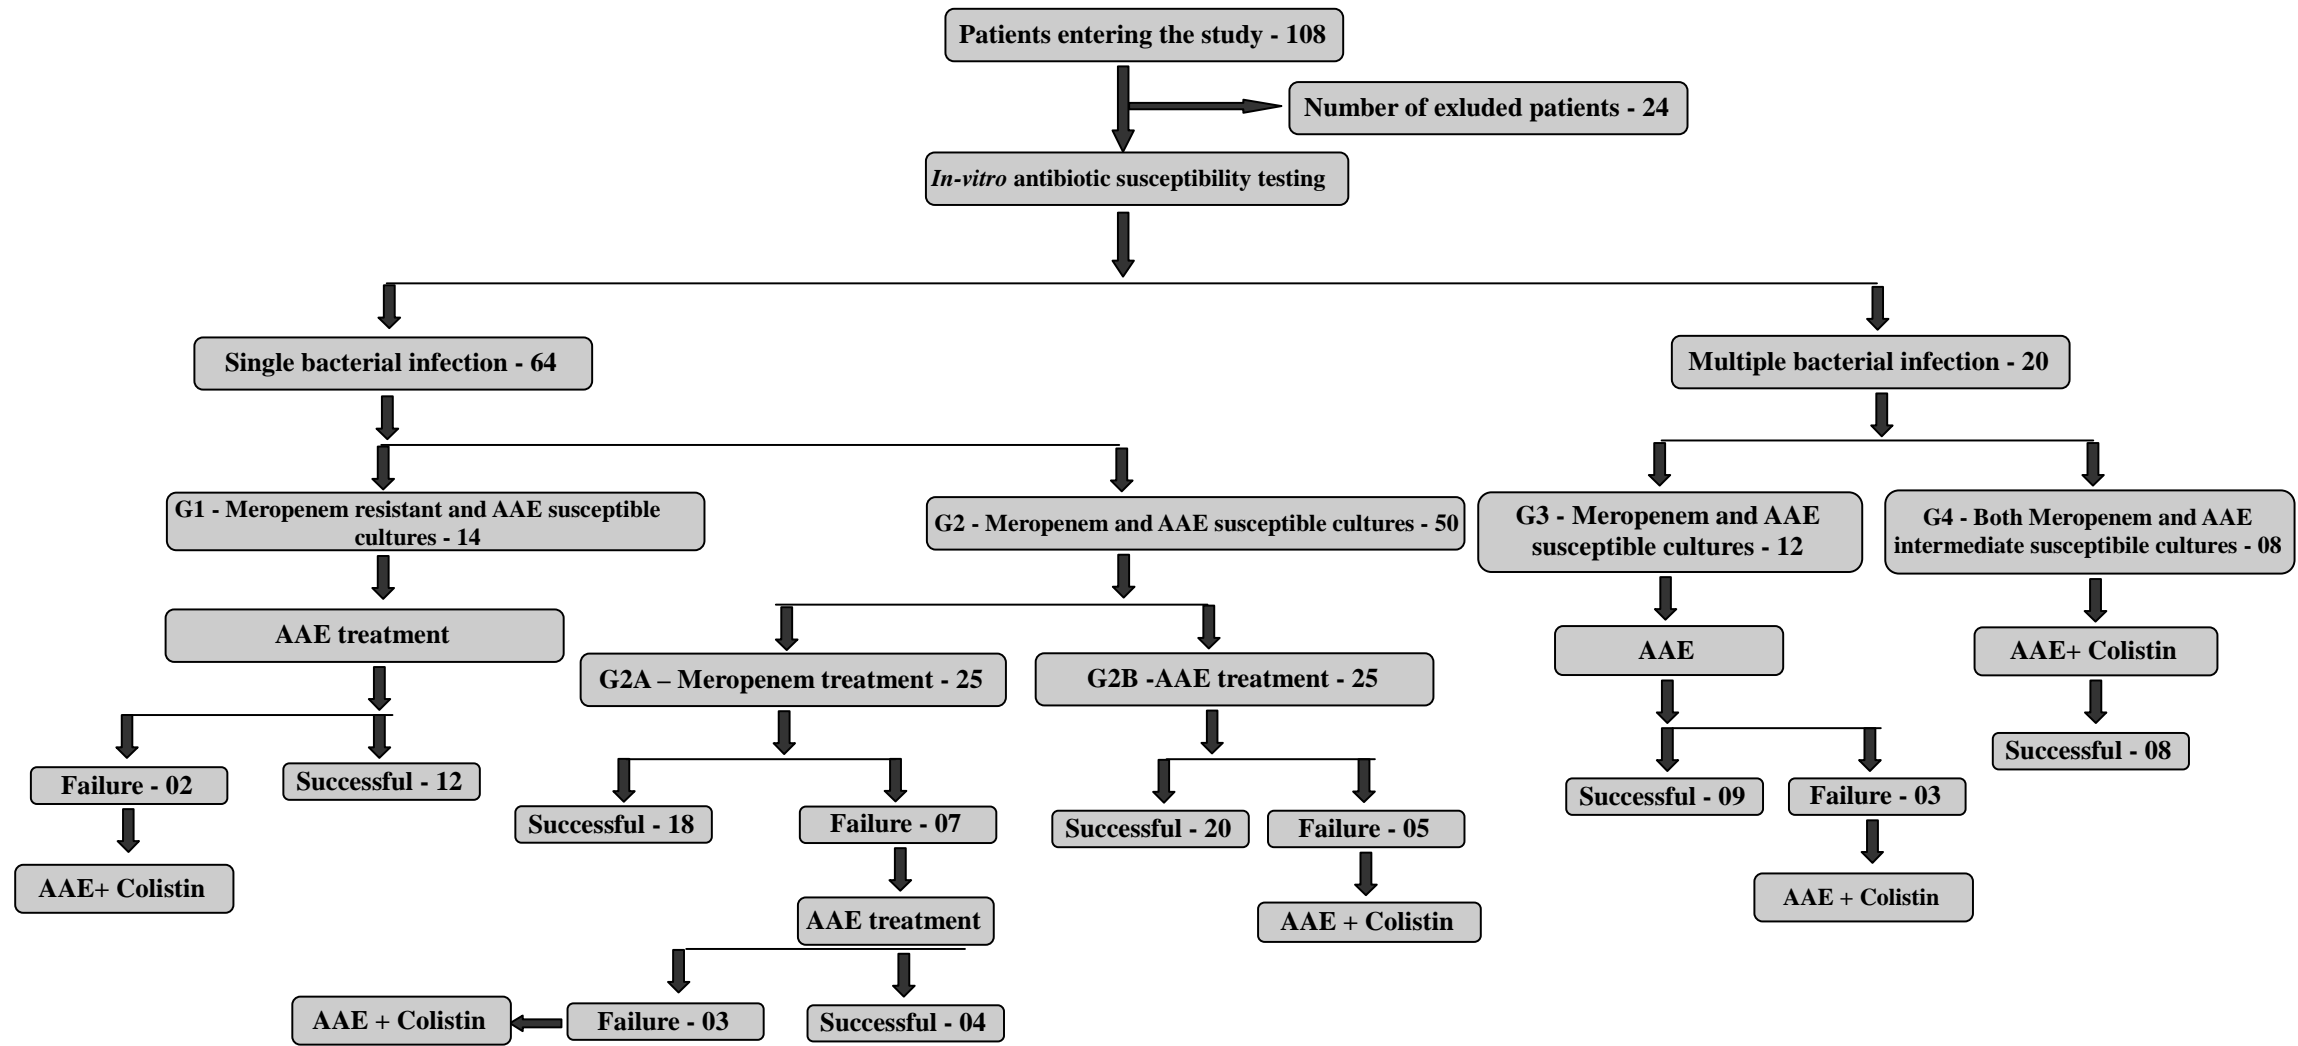 Patients entering the study - 108
Number of exluded patients - 24
In-vitro antibiotic susceptibility testing
Single bacterial infection - 64
Multiple bacterial infection - 20
G1 - Meropenem resistant and AAE susceptible
cultures - 14
G2 - Meropenem and AAE susceptible cultures - 50
G3 - Meropenem and AAE
susceptible cultures - 12
G4 - Both Meropenem and AAE
intermediate susceptibile cultures - 08
AAE treatment
G2A – Meropenem treatment - 25
G2B -AAE treatment - 25
AAE
AAE+ Colistin
Failure - 02
Successful - 12
Successful - 18
Failure - 07
Successful - 20
Failure - 05
Successful - 09
Failure - 03
Successful - 08
AAE+ Colistin
AAE treatment
AAE + Colistin
AAE + Colistin
AAE + Colistin
Failure - 03
Successful - 04